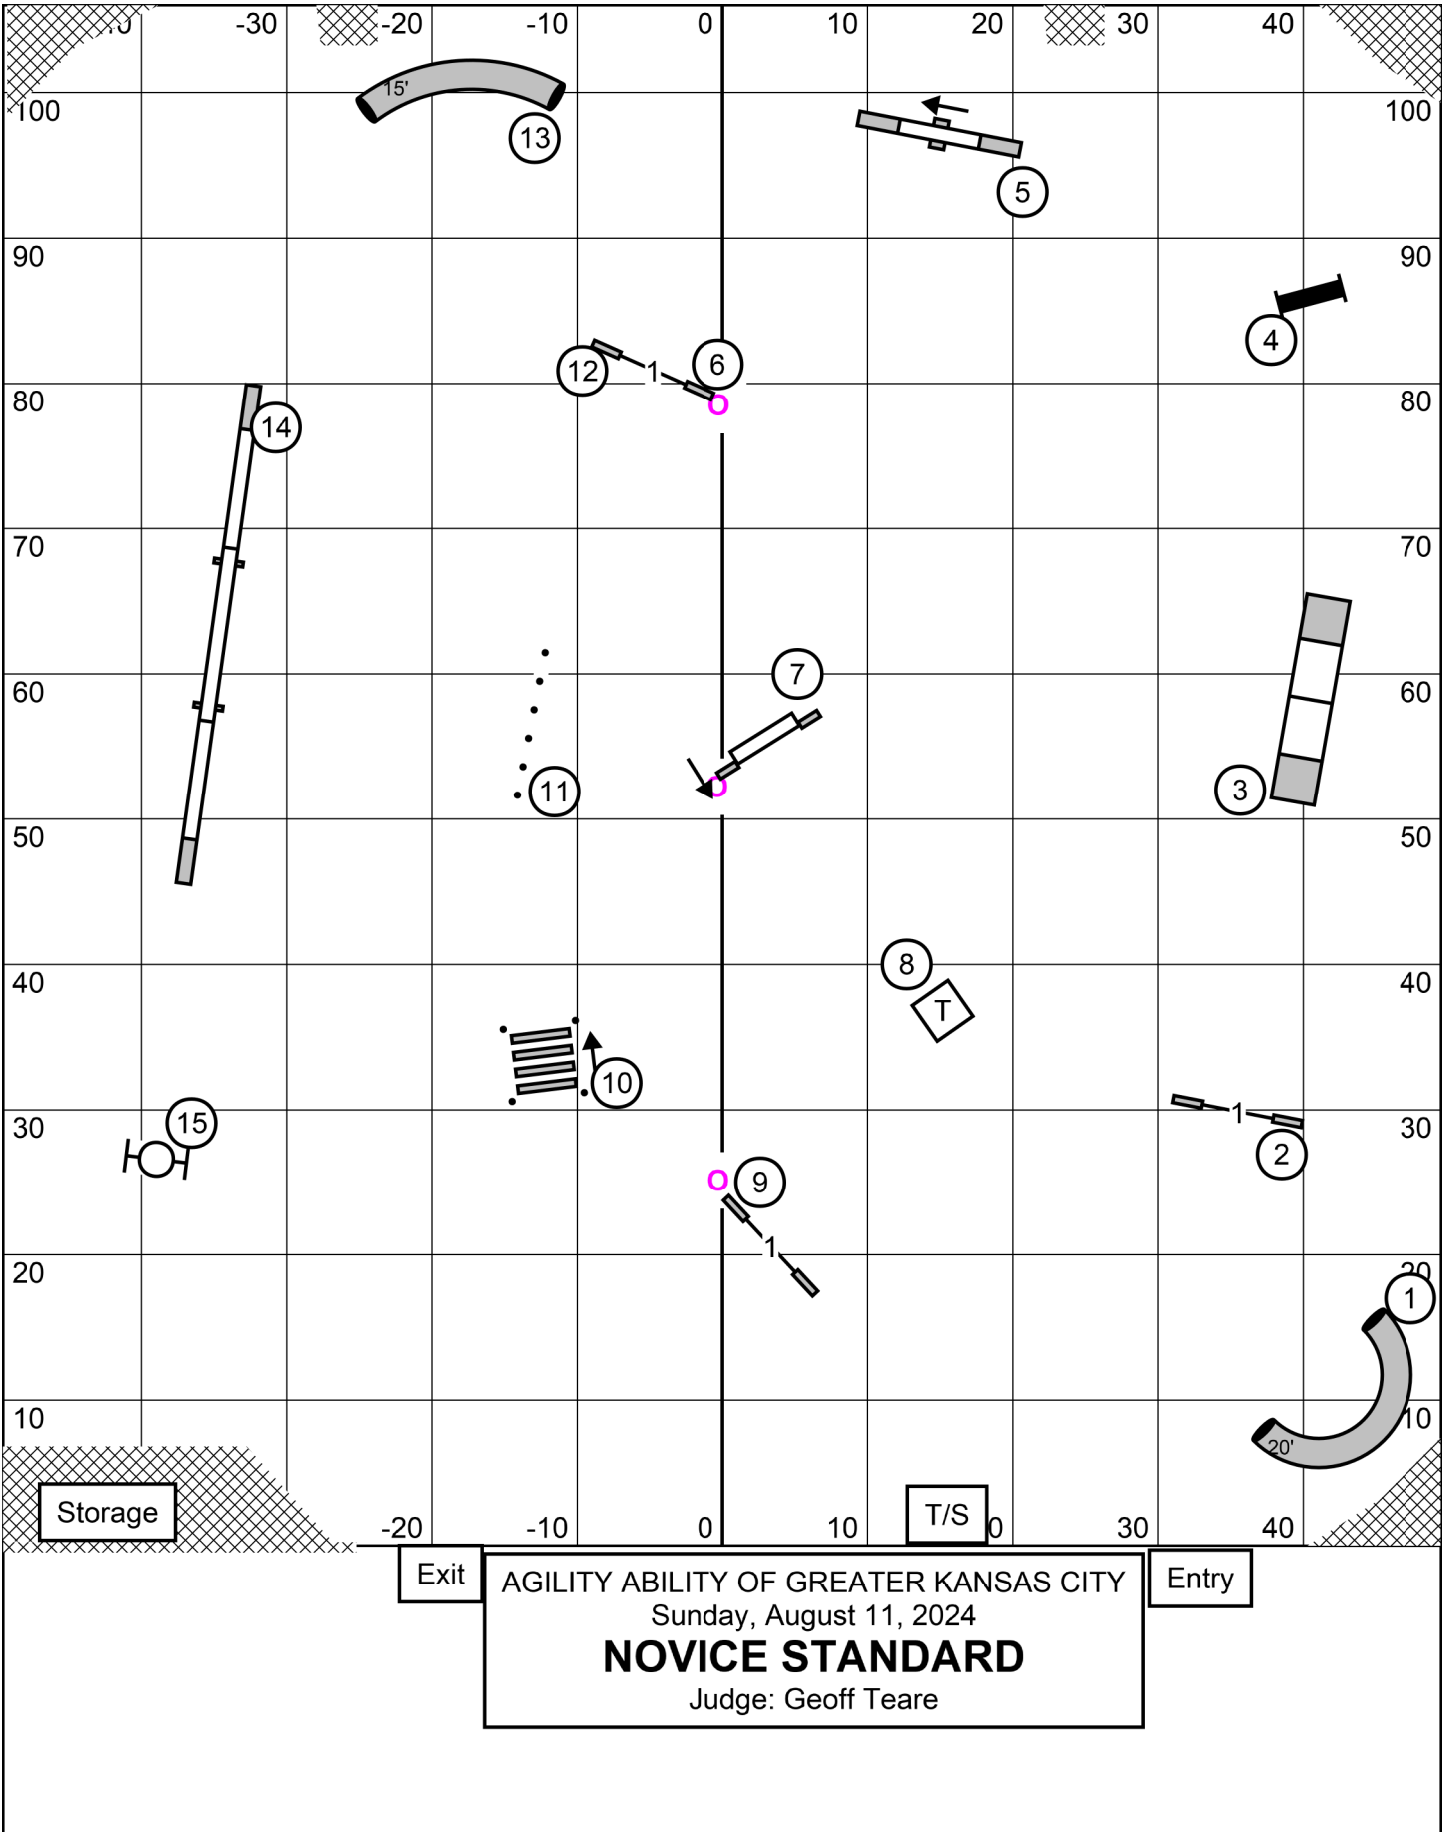 -30 -20 -10 0 10 20 30 40
15'
100 100
13
5
90 90
4
6
12 1
80 80
14
70 70
7
60 60
11 3
50 50
8
40 40
T
10
15
30 1 30
2
9
1
20 20
1
10 10
20'
Storage T/S
-20 -10 0 10 0 30 40
Exit Entry
AGILITY ABILITY OF GREATER KANSAS CITY
Sunday, August 11, 2024
NOVICE STANDARD
Judge: Geoff Teare